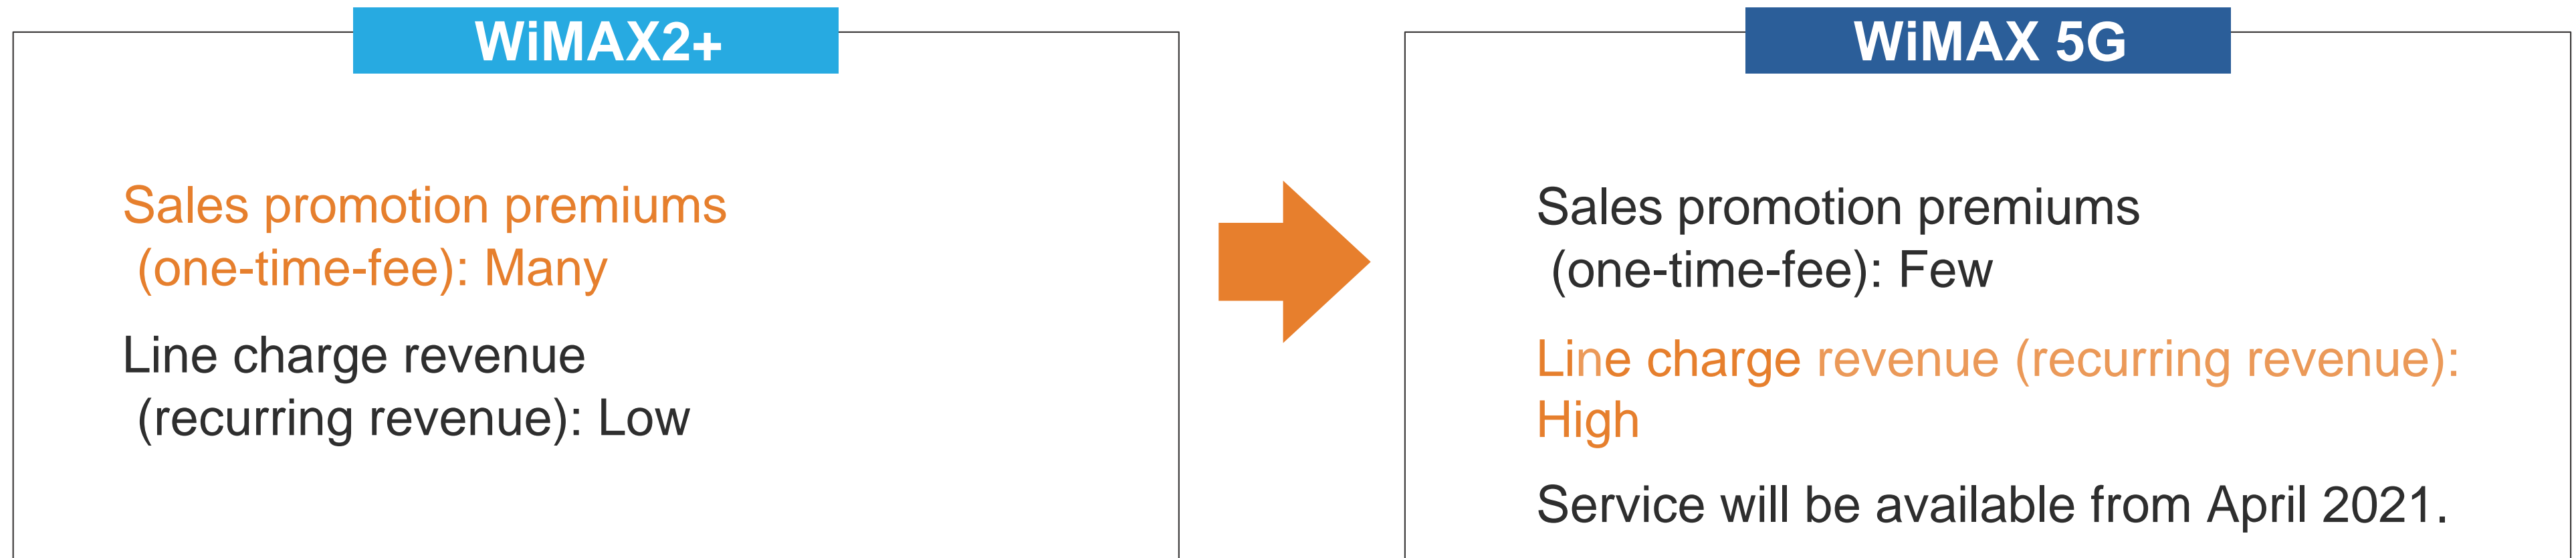 WiMAX2+
Sales promotion premiums
(one-time-fee): Many
Line charge revenue
(recurring revenue): Low
WiMAX 5G
Sales promotion premiums
(one-time-fee): Few
Line charge revenue (recurring revenue):
High
Service will be available from April 2021.